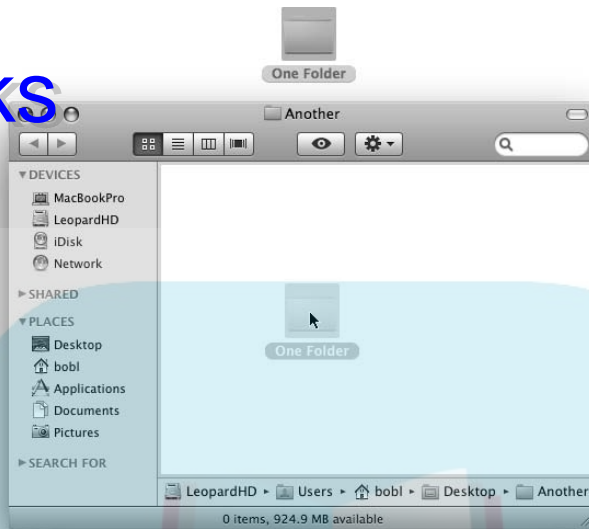 One Folder
ks
Another
DEVICES
MacBookPro
LeopardHD
iDisk
Network
SHARED
PLACES
Desktop
bobl
Applications
Documents
Pictures
SEARCH FOR
One Folder
LeopardHD ▸ Users ▸ bobl ▸ Desktop ▸ Another
0 items, 924.9 MB available